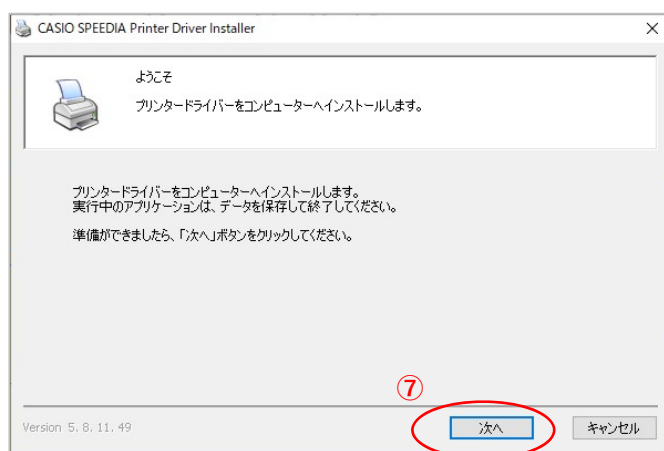 CASIO SPEEDIA Printer Driver Installer
ようこそ
プリンタードライバーをコンピューターへインストールします。
プリンタードライバーをコンピューターへインストールします。
実行中のアプリケーションは、データを保存して終了してください。
準備ができましたら、「次へ」ボタンをクリックしてください。
⑦
Version 5. 8. 11. 49 次へ キャンセル